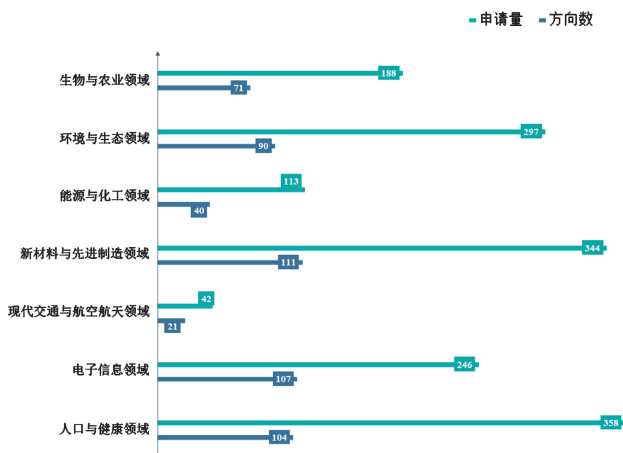 申请量 方向数
生物与农业领域
188
71
环境与生态领域
297
90
能源与化工领域
113
40
新材料与先进制造领域
344
111
现代交通与航空航天领域
42
21
电子信息领域
246
107
人口与健康领域
358
104